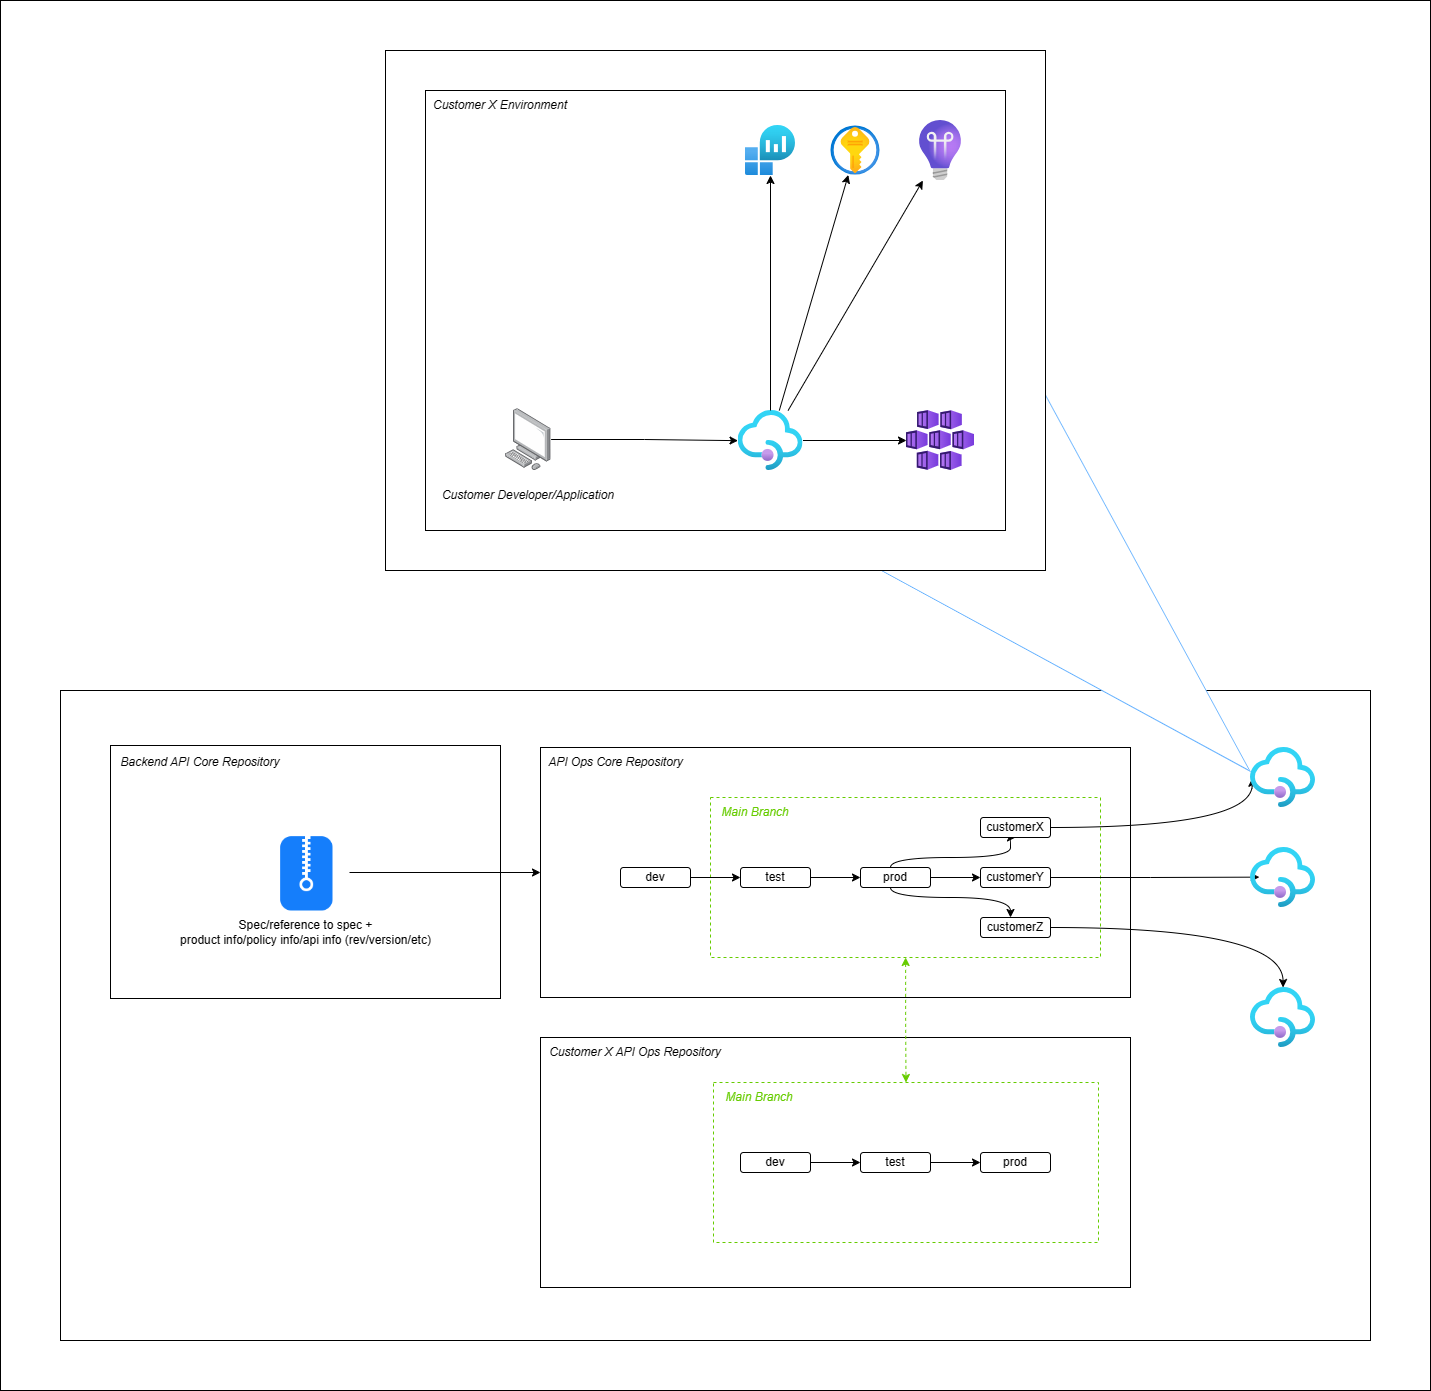 Customer X Environment
Customer Developer/Application
Backend API Core Repository
Spec/reference to spec +
product info/policy info/api info (rev/version/etc)
API Ops Core Repository
Main Branch
dev
test
prod
customerX
customerY
customerZ
Customer X API Ops Repository
Main Branch
dev
test
prod